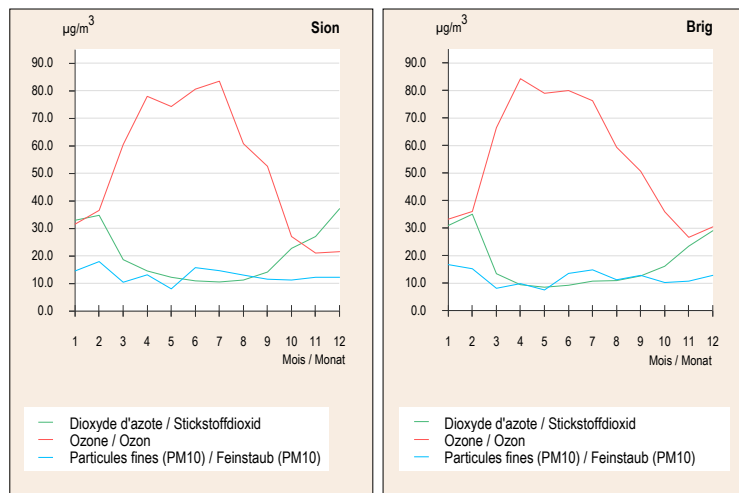 µg/m³ Sion
90.0
80.0
70.0
60.0
50.0
40.0
30.0
20.0
10.0
0.0
1 2 3 4 5 6 7 8 9 10 11 12
Mois / Monat
Dioxyde d'azote / Stickstoffdioxid
Ozone / Ozon
Particules fines (PM10) / Feinstaub (PM10)
µg/m³ Brig
90.0
80.0
70.0
60.0
50.0
40.0
30.0
20.0
10.0
0.0
1 2 3 4 5 6 7 8 9 10 11 12
Mois / Monat
Dioxyde d'azote / Stickstoffdioxid
Ozone / Ozon
Particules fines (PM10) / Feinstaub (PM10)